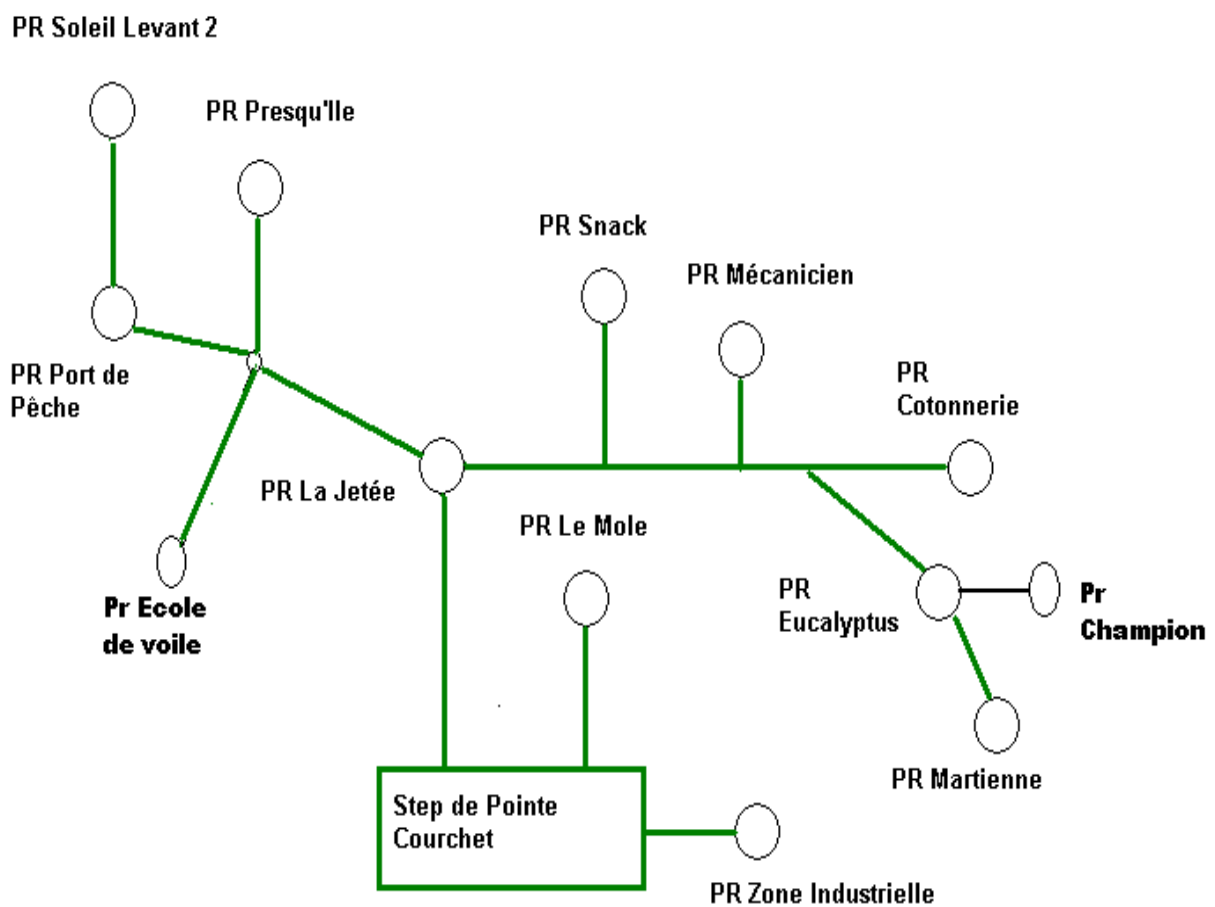 PR Soleil Levant 2
PR Presqu'Ile
PR Snack
PR Mécanicien
PR Port de
Pêche
PR
Cotonnerie
PR La Jetée
PR Le Mole
PR
Eucalyptus
Pr
Champion
Pr Ecole
de voile
PR Martienne
Step de Pointe
Courchet
PR Zone Industrielle